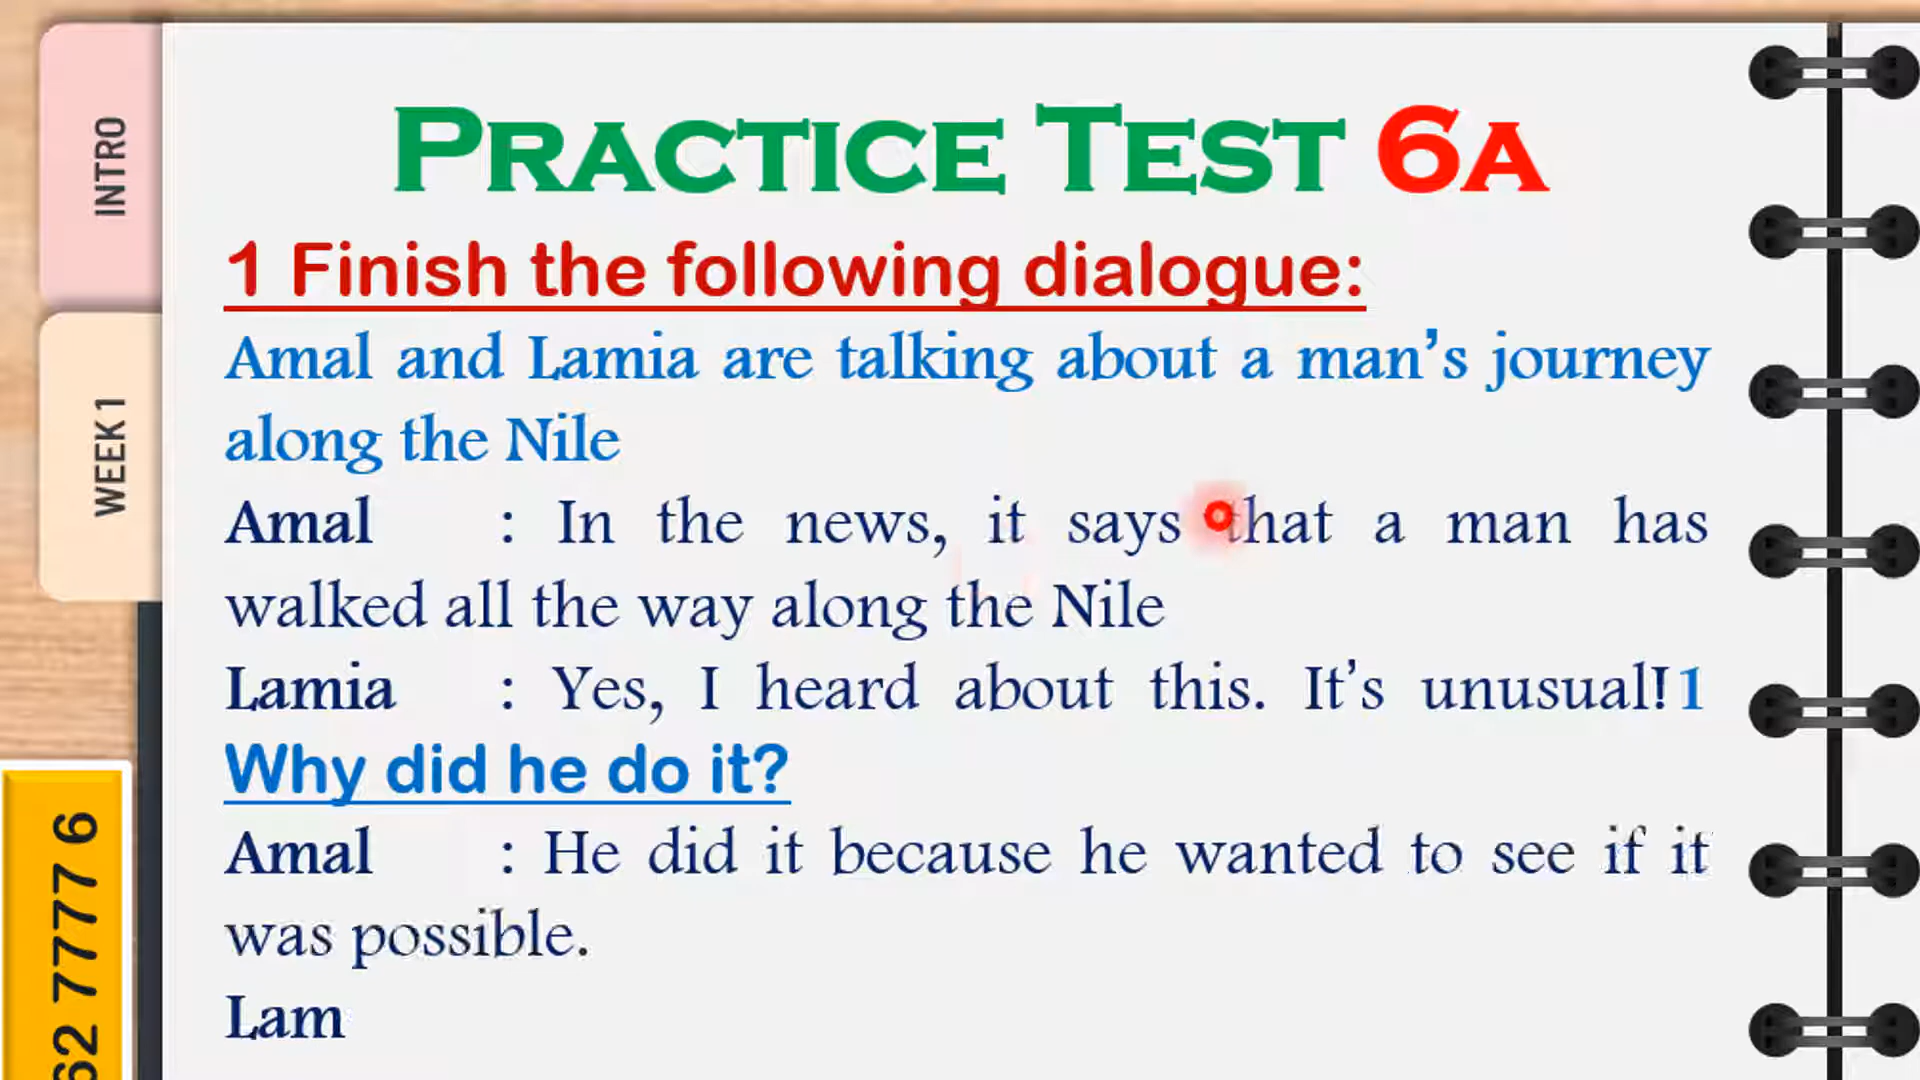 INTRO
WEEK 1
62 7777 6
PRACTICE TEST 6A
1 Finish the following dialogue:
Amal and Lamia are talking about a man's journey
along the Nile
Amal : In the news, it says that a man has
walked all the way along the Nile
Lamia : Yes, I heard about this. It's unusual! 1
Why did he do it?
Amal : He did it because he wanted to see if it
was possible.
Lam